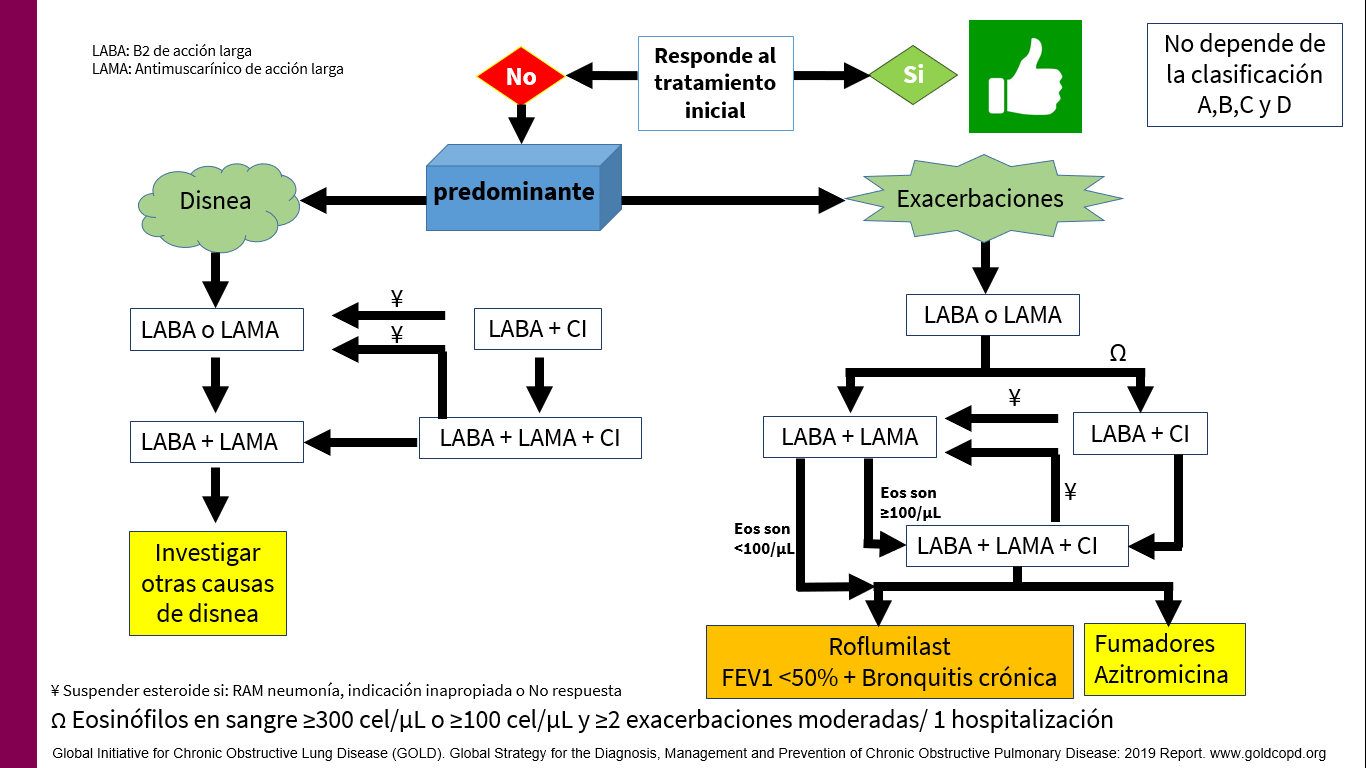 LABA: B2 de acción larga
LAMA: Antimuscarínico de acción larga
No
Responde al
tratamiento
inicial
Si
No depende de
la clasificación
A,B,C y D
predominante
Disnea
Exacerbaciones
LABA o LAMA
¥
¥
LABA + CI
LABA + LAMA
LABA + LAMA + CI
Investigar
otras causas
de disnea
LABA o LAMA
Ω
¥
LABA + LAMA
LABA + CI
Eos son
≥100/µL
¥
Eos son
<100/µL
LABA + LAMA + CI
Roflumilast
FEV1 <50% + Bronquitis crónica
Fumadores
Azitromicina
¥ Suspender esteroide si: RAM neumonía, indicación inapropiada o No respuesta
Ω Eosinófilos en sangre ≥300 cel/µL o ≥100 cel/µL y ≥2 exacerbaciones moderadas/ 1 hospitalización
Global Initiative for Chronic Obstructive Lung Disease (GOLD). Global Strategy for the Diagnosis, Management and Prevention of Chronic Obstructive Pulmonary Disease: 2019 Report. www.goldcopd.org